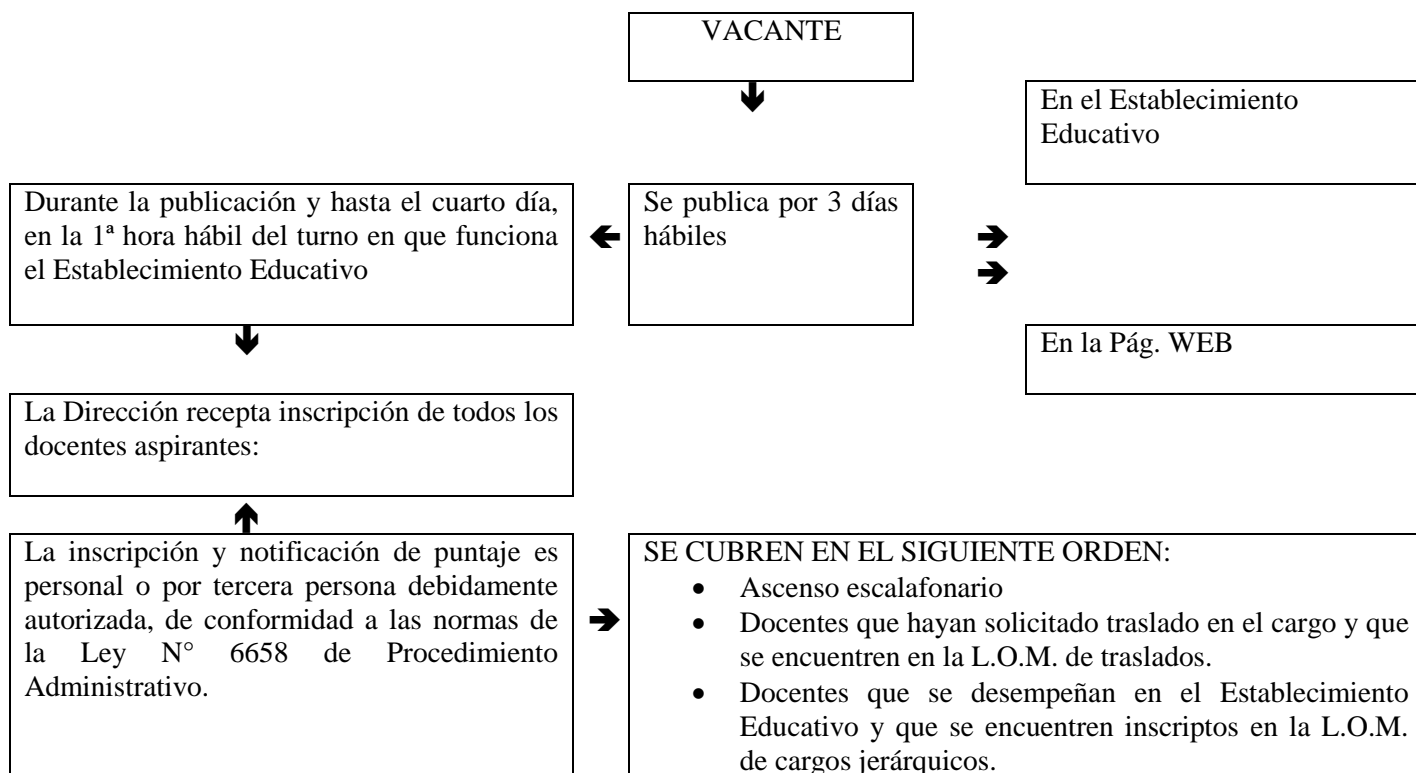 VACANTE
En el Establecimiento
Educativo
Durante la publicación y hasta el cuarto día,
en la 1ª hora hábil del turno en que funciona
el Establecimiento Educativo
Se publica por 3 días
hábiles
En la Pág. WEB
La Dirección recepta inscripción de todos los
docentes aspirantes:
La inscripción y notificación de puntaje es
personal o por tercera persona debidamente
autorizada, de conformidad a las normas de
la Ley N° 6658 de Procedimiento
Administrativo.
SE CUBREN EN EL SIGUIENTE ORDEN:
• Ascenso escalafonario
• Docentes que hayan solicitado traslado en el cargo y que
se encuentren en la L.O.M. de traslados.
• Docentes que se desempeñan en el Establecimiento
Educativo y que se encuentren inscriptos en la L.O.M.
de cargos jerárquicos.